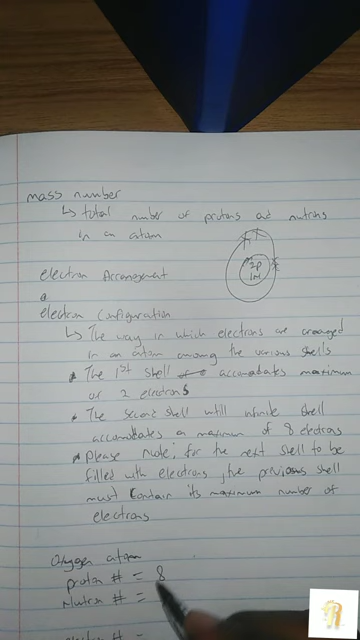 mass number
↳ total number of protons and nutrons
in an atom
electron Arrangement
electron Configuration
↳ The way in which electrons are arranged
in an atom among the various shells
• The 1st shell accomodates maximum
of 2 electrons
• The second shell until infinite shell
accomodates a maximum of 8 electrons
• Please Note; for the next shell to be
filled with electrons, the previous shell
must contain its maximum number of
electrons
Oxygen atom
proton # = 8
Nutron # =